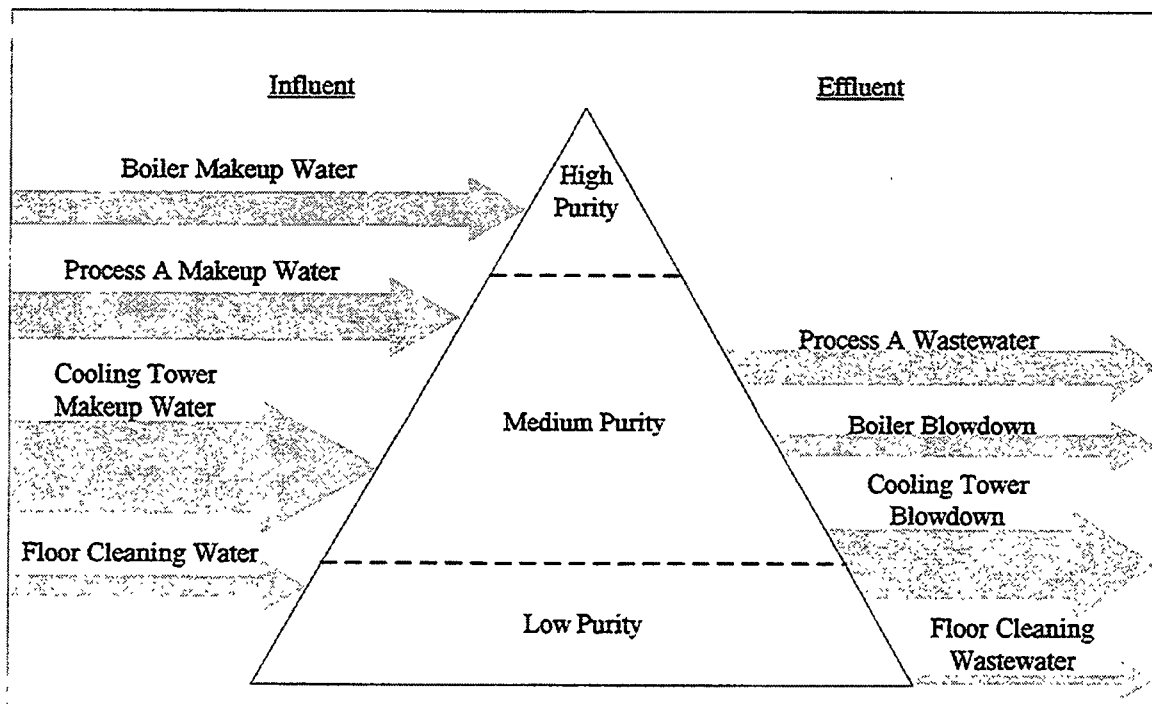 Influent
Effluent
Boiler Makeup Water
High
Purity
Process A Makeup Water
Process A Wastewater
Cooling Tower
Makeup Water
Medium Purity
Boiler Blowdown
Cooling Tower
Blowdown
Floor Cleaning Water
Low Purity
Floor Cleaning
Wastewater